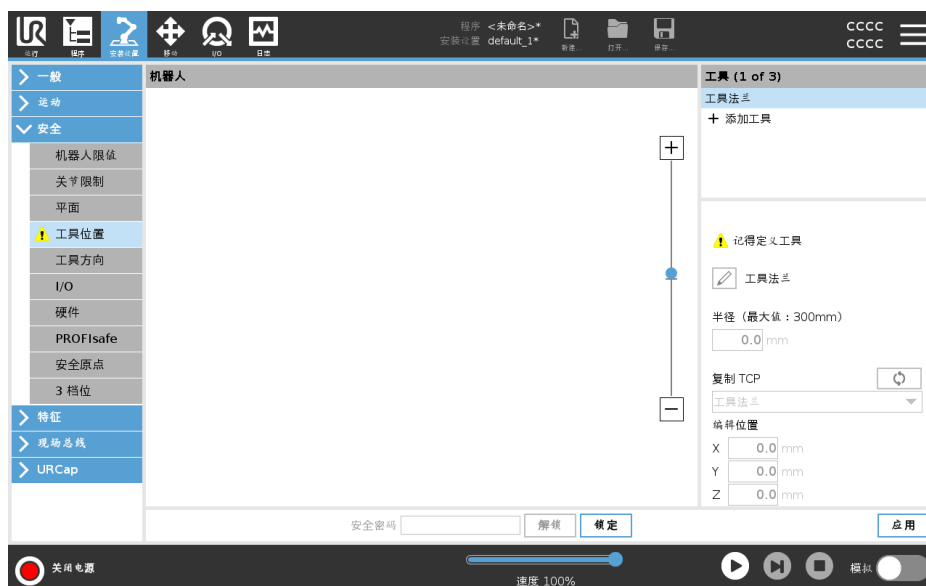 运行
程序
安装设置
移动
I/O
日志
程序 <未命名>*
安装设置 default_1*
新建...
打开...
保存...
CCCC
CCCC
一般
运动
安全
机器人限值
关节限制
平面
工具位置
工具方向
I/O
硬件
PROFIsafe
安全原点
3 档位
特征
现场总线
URCap
机器人
工具 (1 of 3)
工具法兰
添加工具
记得定义工具
工具法兰
半径（最大值：300mm）
0.0 mm
复制 TCP
工具法兰
编辑位置
X 0.0 mm
Y 0.0 mm
Z 0.0 mm
安全密码
解锁
锁定
应用
关闭电源
速度 100%
模拟